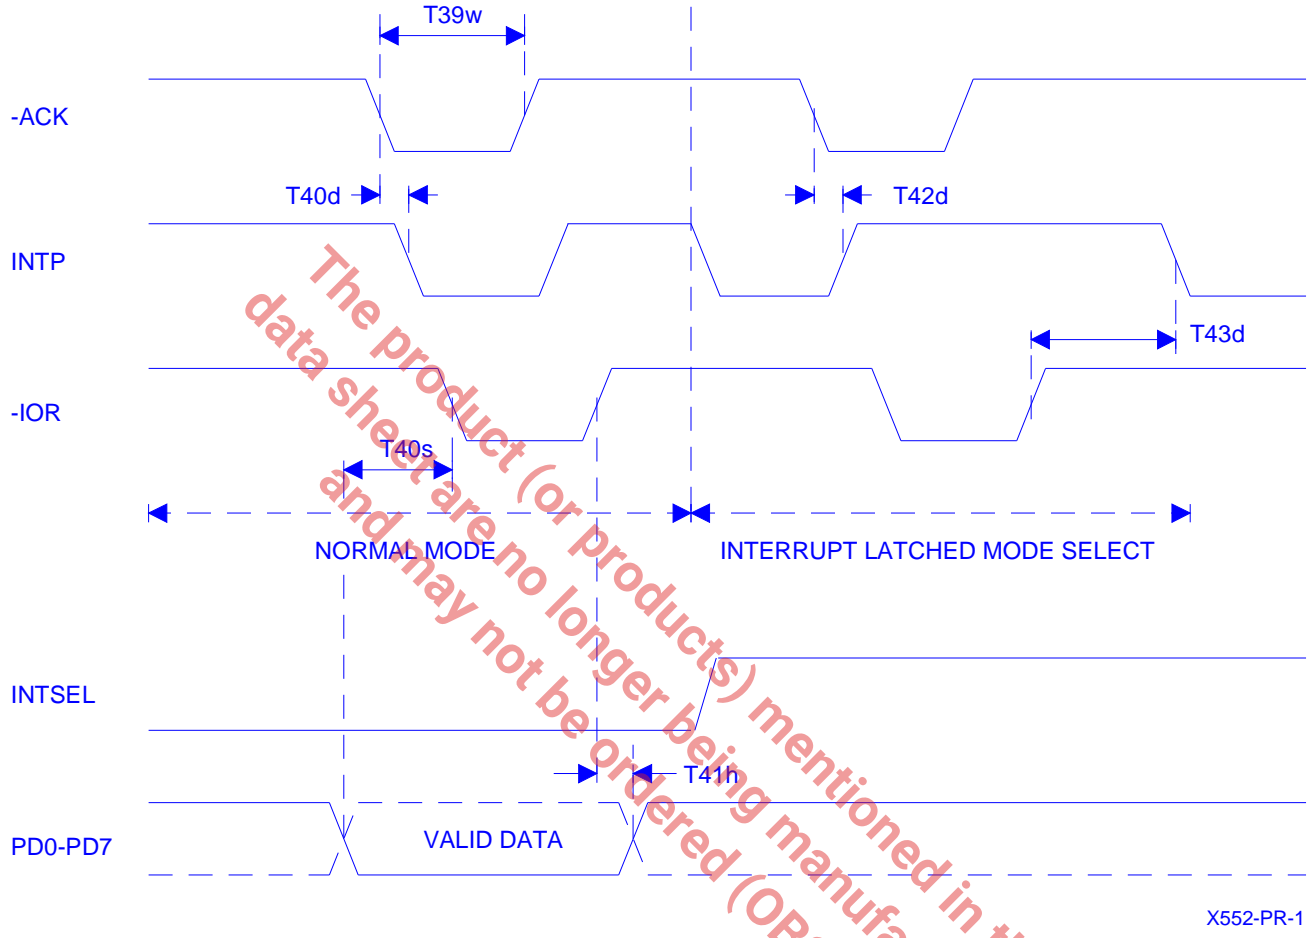 T39w
-ACK
T40d
T42d
INTP
T43d
-IOR
T40s
NORMAL MODE
INTERRUPT LATCHED MODE SELECT
INTSEL
T41h
PD0-PD7
VALID DATA
X552-PR-1
The product (or products) mentioned in
data sheet are no longer being
and may not be ordered